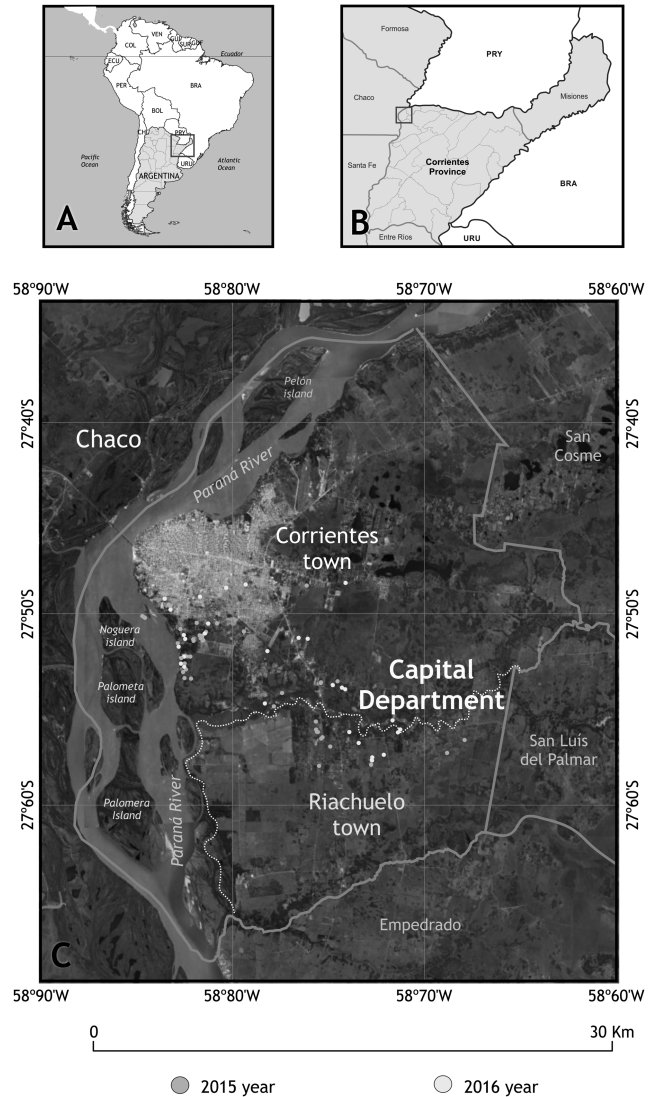 VEN
GUY
SUR
GUF
COL
Ecuador
ECU
PER
BRA
BOL
CHL
PRY
Pacific
Ocean
Atlantic
Ocean
URU
ARGENTINA
A
Formosa
PRY
Chaco
Misiones
Santa Fe
Corrientes
Province
BRA
Entre Ríos
URU
B
58°90'W
58°80'W
58°70'W
58°60'W
Pelón
island
27°40'S
27°40'S
Chaco
San
Cosme
Paraná River
Corrientes
town
27°50'S
27°50'S
Noguera
island
Capital
Department
Palometa
island
San Luis
del Palmar
Palomera
Island
Riachuelo
town
27°60'S
27°60'S
Paraná River
Empedrado
C
58°90'W
58°80'W
58°70'W
58°60'W
0
30 Km
2015 year
2016 year